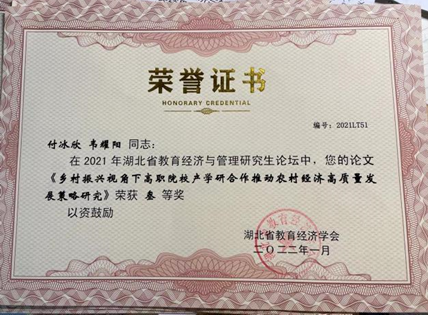 荣誉证书
HONORARY CREDENTIAL
编号：2021LT51
付冰欣 韦耀阳 同志：
在2021年湖北省教育经济与管理研究生论坛中，您的论文
《乡村振兴视角下高职院校产学研合作推动农村经济高质量发
展策略研究》荣获 叁 等奖
以资鼓励
湖北省教育经济学会
二〇二二年一月